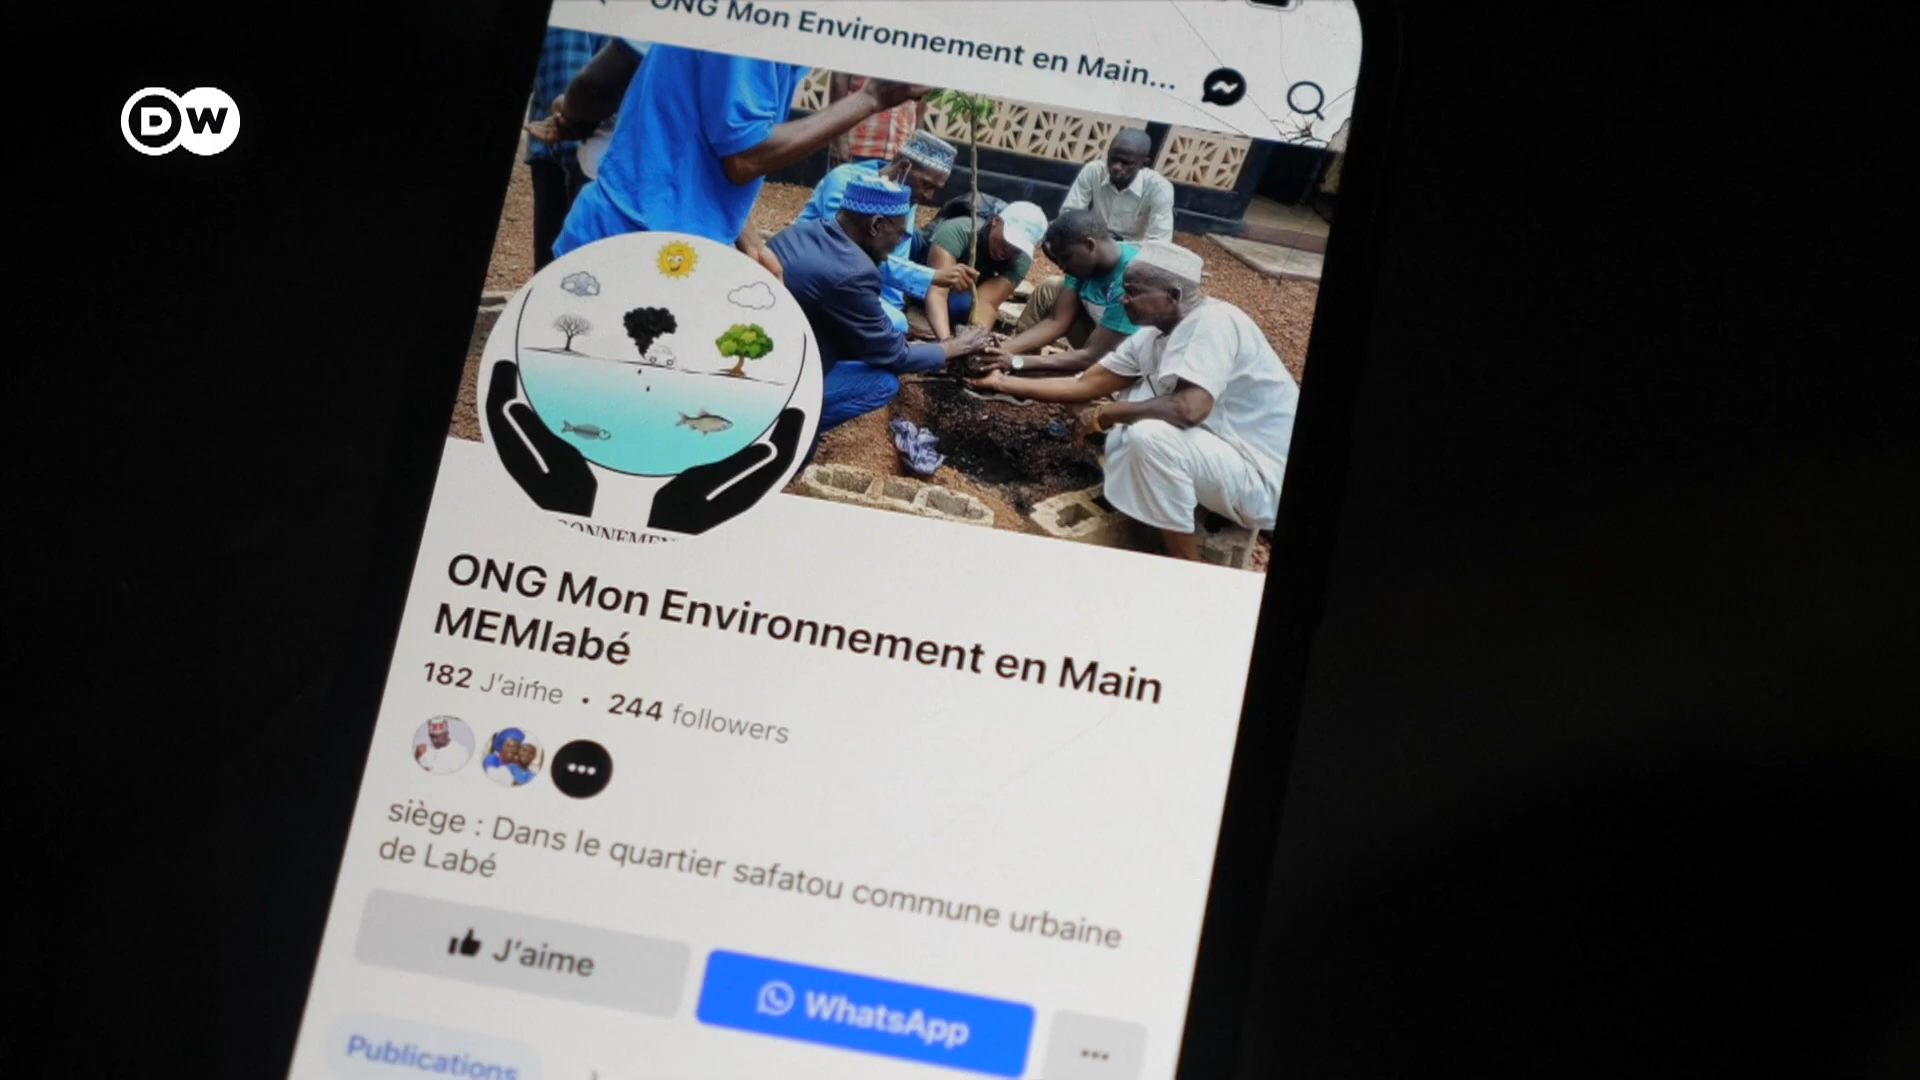 DW
ONG Mon Environnement en Main...
ONG Mon Environnement en Main
MEMlabé
182 J'aime • 244 followers
siège : Dans le quartier safatou commune urbaine
de Labé
J'aime
WhatsApp
Publications